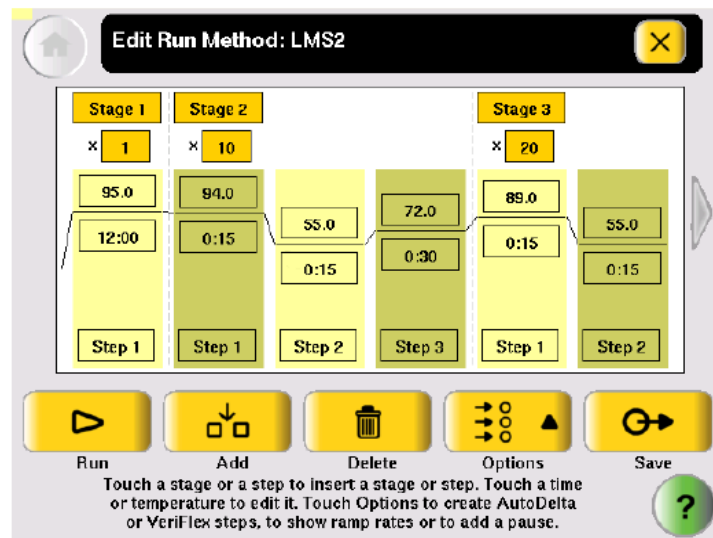 Edit Run Method: LMS2
Stage 1 Stage 2 Stage 3
x 1 x 10 x 20
95.0 94.0 55.0 72.0 89.0 55.0
12:00 0:15 0:15 0:30 0:15 0:15
Step 1 Step 1 Step 2 Step 3 Step 1 Step 2
Run Add Delete Options Save
Touch a stage or a step to insert a stage or step. Touch a time
or temperature to edit it. Touch Options to create AutoDelta
or VeriFlex steps, to show ramp rates or to add a pause.
?